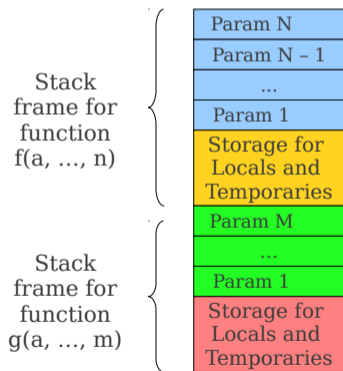 Stack
frame for
function
f(a, …, n)
Param N
Param N – 1
...
Param 1
Storage for
Locals and
Temporaries
Stack
frame for
function
g(a, …, m)
Param M
...
Param 1
Storage for
Locals and
Temporaries